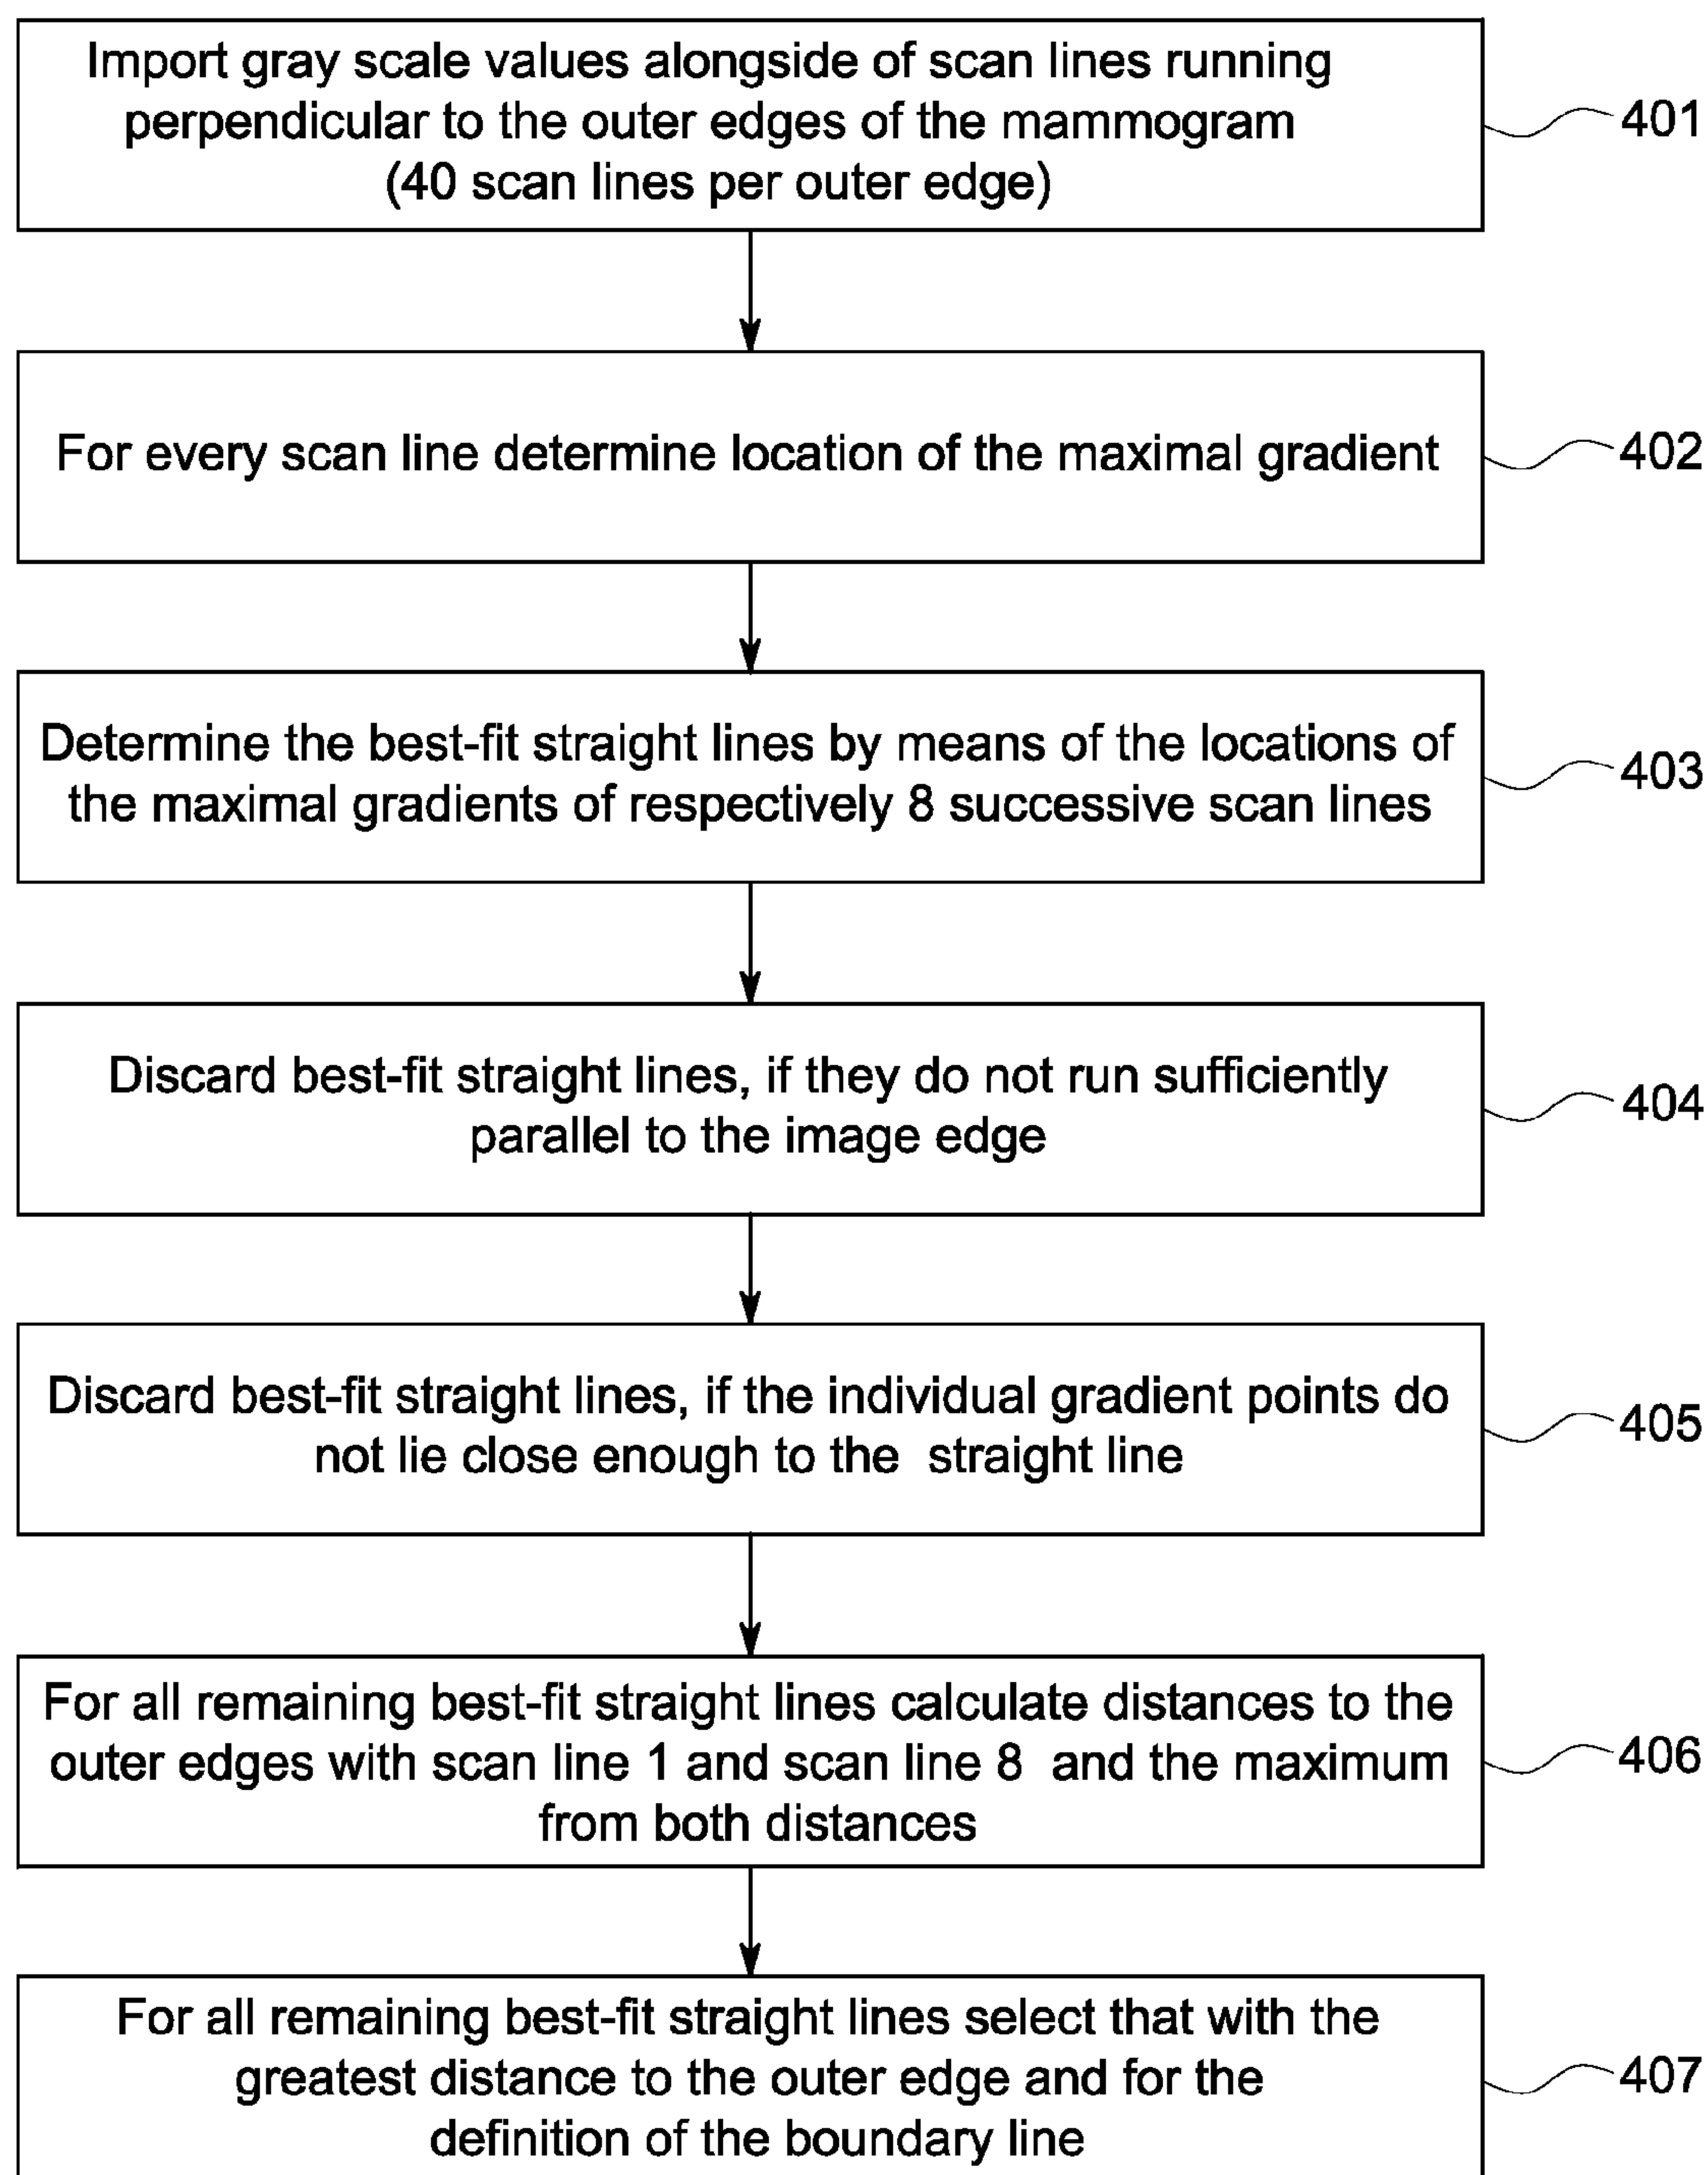 Import gray scale values alongside of scan lines running
perpendicular to the outer edges of the mammogram
(40 scan lines per outer edge)
401
For every scan line determine location of the maximal gradient
402
Determine the best-fit straight lines by means of the locations of
the maximal gradients of respectively 8 successive scan lines
403
Discard best-fit straight lines, if they do not run sufficiently
parallel to the image edge
404
Discard best-fit straight lines, if the individual gradient points do
not lie close enough to the straight line
405
For all remaining best-fit straight lines calculate distances to the
outer edges with scan line 1 and scan line 8 and the maximum
from both distances
406
For all remaining best-fit straight lines select that with the
greatest distance to the outer edge and for the
definition of the boundary line
407